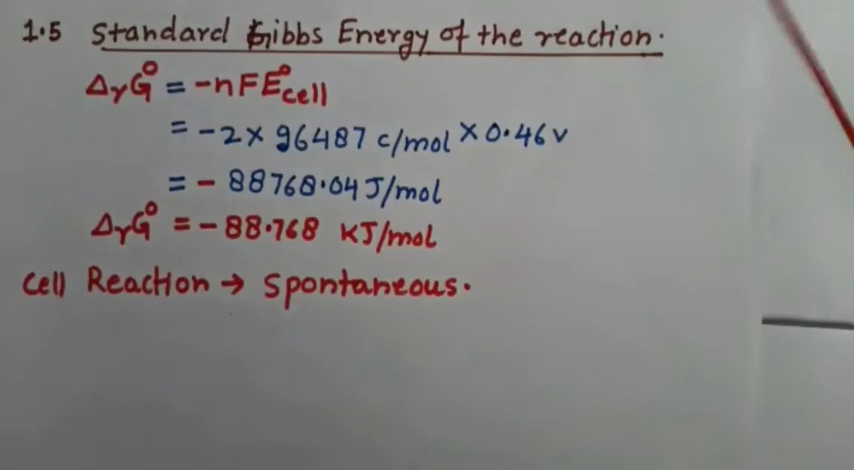 1.5 Standard Gibbs Energy of the reaction.
ΔrG° = -nFE°cell
= -2 × 96487 c/mol × 0.46 v
= - 88768.04 J/mol
ΔrG° = - 88.768 KJ/mol
Cell Reaction → Spontaneous.